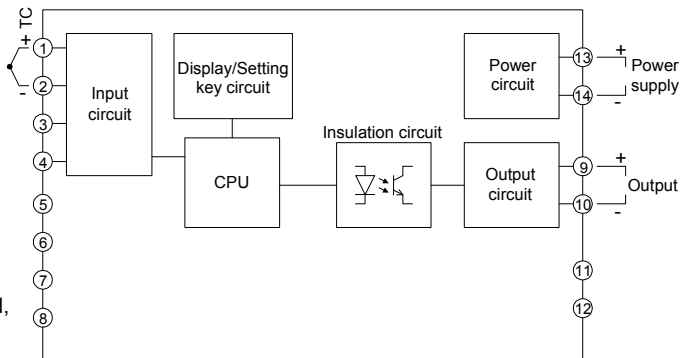 TC
+
-
1
2
3
4
5
6
7
8
Input
circuit
Display/Setting
key circuit
CPU
Insulation circuit
Power
circuit
Output
circuit
13
14
9
10
11
12
+
-
Power
supply
+
-
Output
,